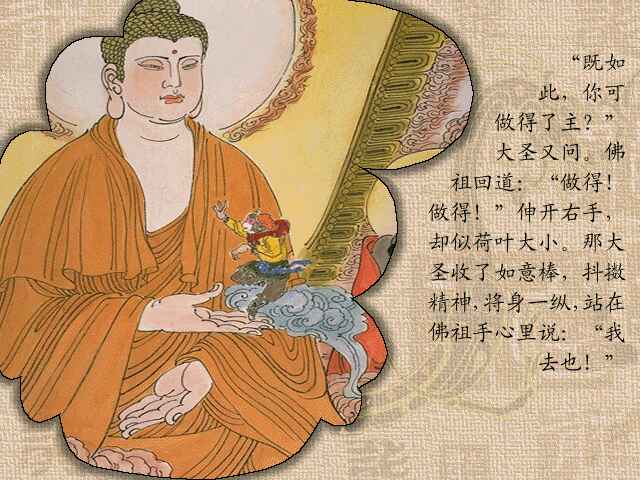 “既如
此，你可
做得了主？”
大圣又问。佛
祖回道：“做得！
做得！”伸开右手，
却似荷叶大小。那大
圣收了如意棒，抖擞
精神，将身一纵，站在
佛祖手心里说：“我
去也！”